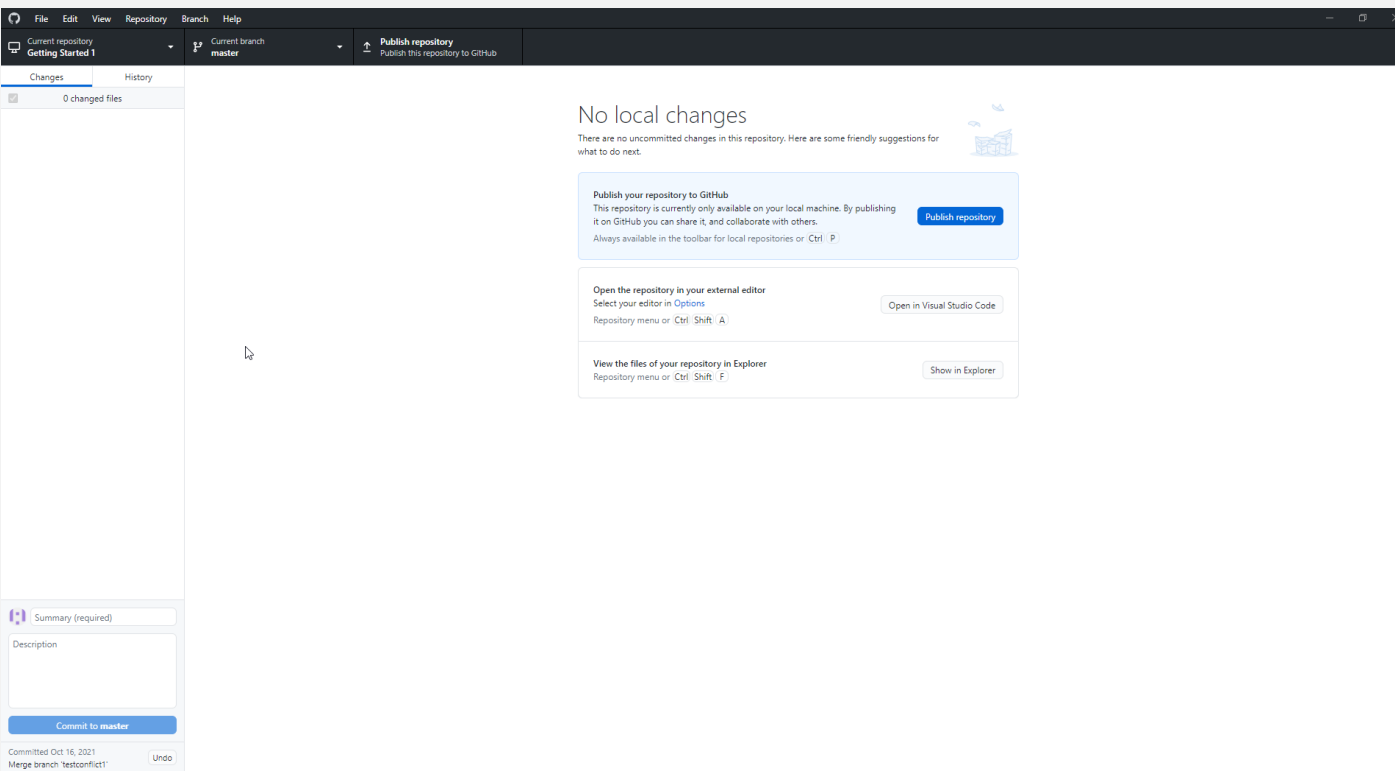 File Edit View Repository Branch Help
Current repository
Getting Started 1
Current branch
master
Publish repository
Publish this repository to GitHub
Changes History
0 changed files
No local changes
There are no uncommitted changes in this repository. Here are some friendly suggestions for
what to do next.
Publish your repository to GitHub
This repository is currently only available on your local machine. By publishing
it on GitHub you can share it, and collaborate with others.
Always available in the toolbar for local repositories or Ctrl P
Publish repository
Open the repository in your external editor
Select your editor in Options
Repository menu or Ctrl Shift A
Open in Visual Studio Code
View the files of your repository in Explorer
Repository menu or Ctrl Shift F
Show in Explorer
Summary (required)
Description
Commit to master
Committed Oct 16, 2021
Merge branch 'testconflict1'
Undo